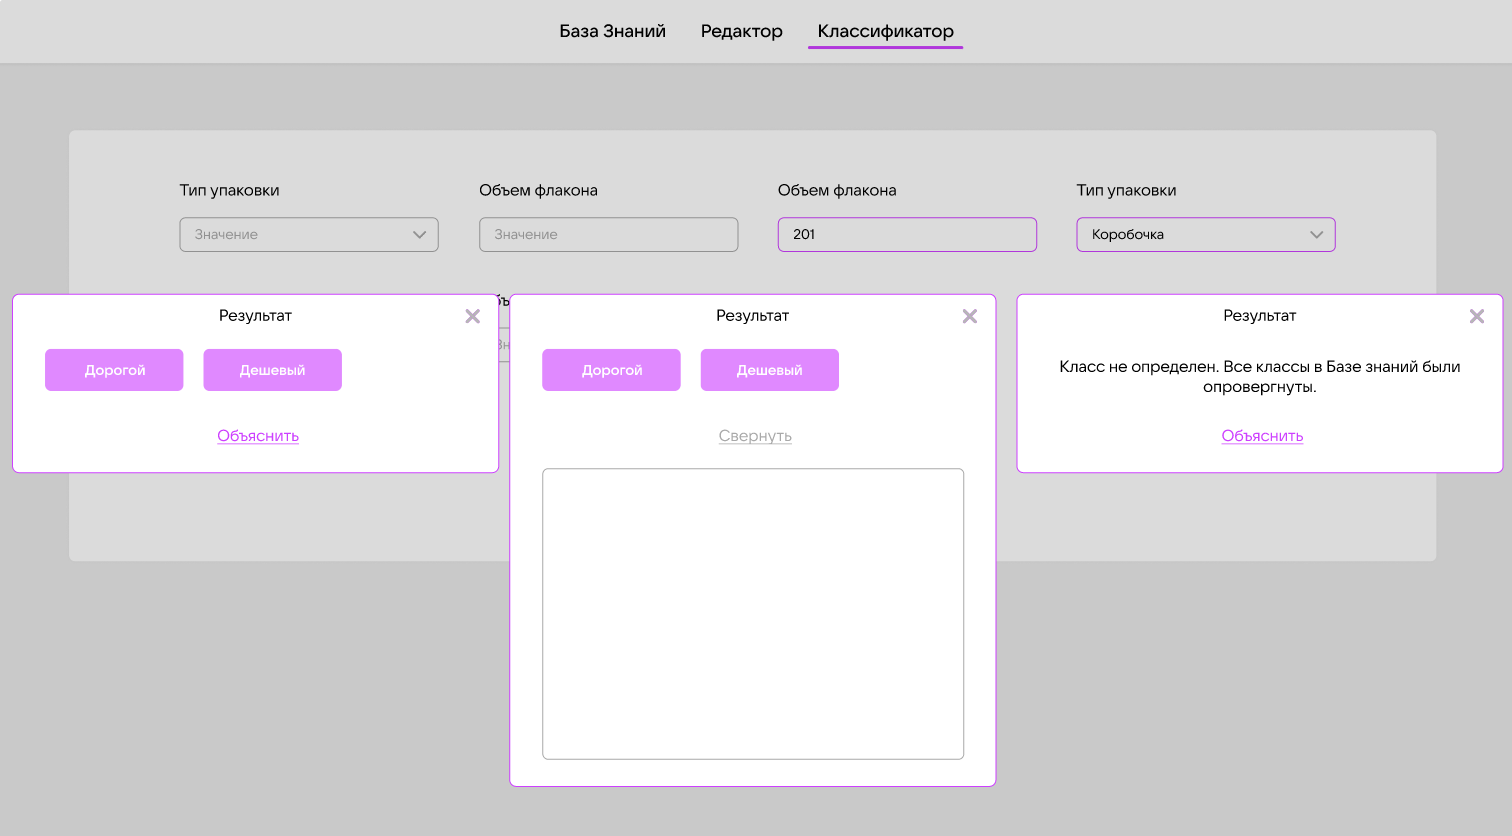 База Знаний Редактор Классификатор
Тип упаковки Объем флакона Объем флакона Тип упаковки
Значение Значение 201 Коробочка
Результат
Дорогой Дешевый
Объяснить
Результат
Дорогой Дешевый
Свернуть
Результат
Класс не определен. Все классы в Базе знаний были
опровергнуты.
Объяснить